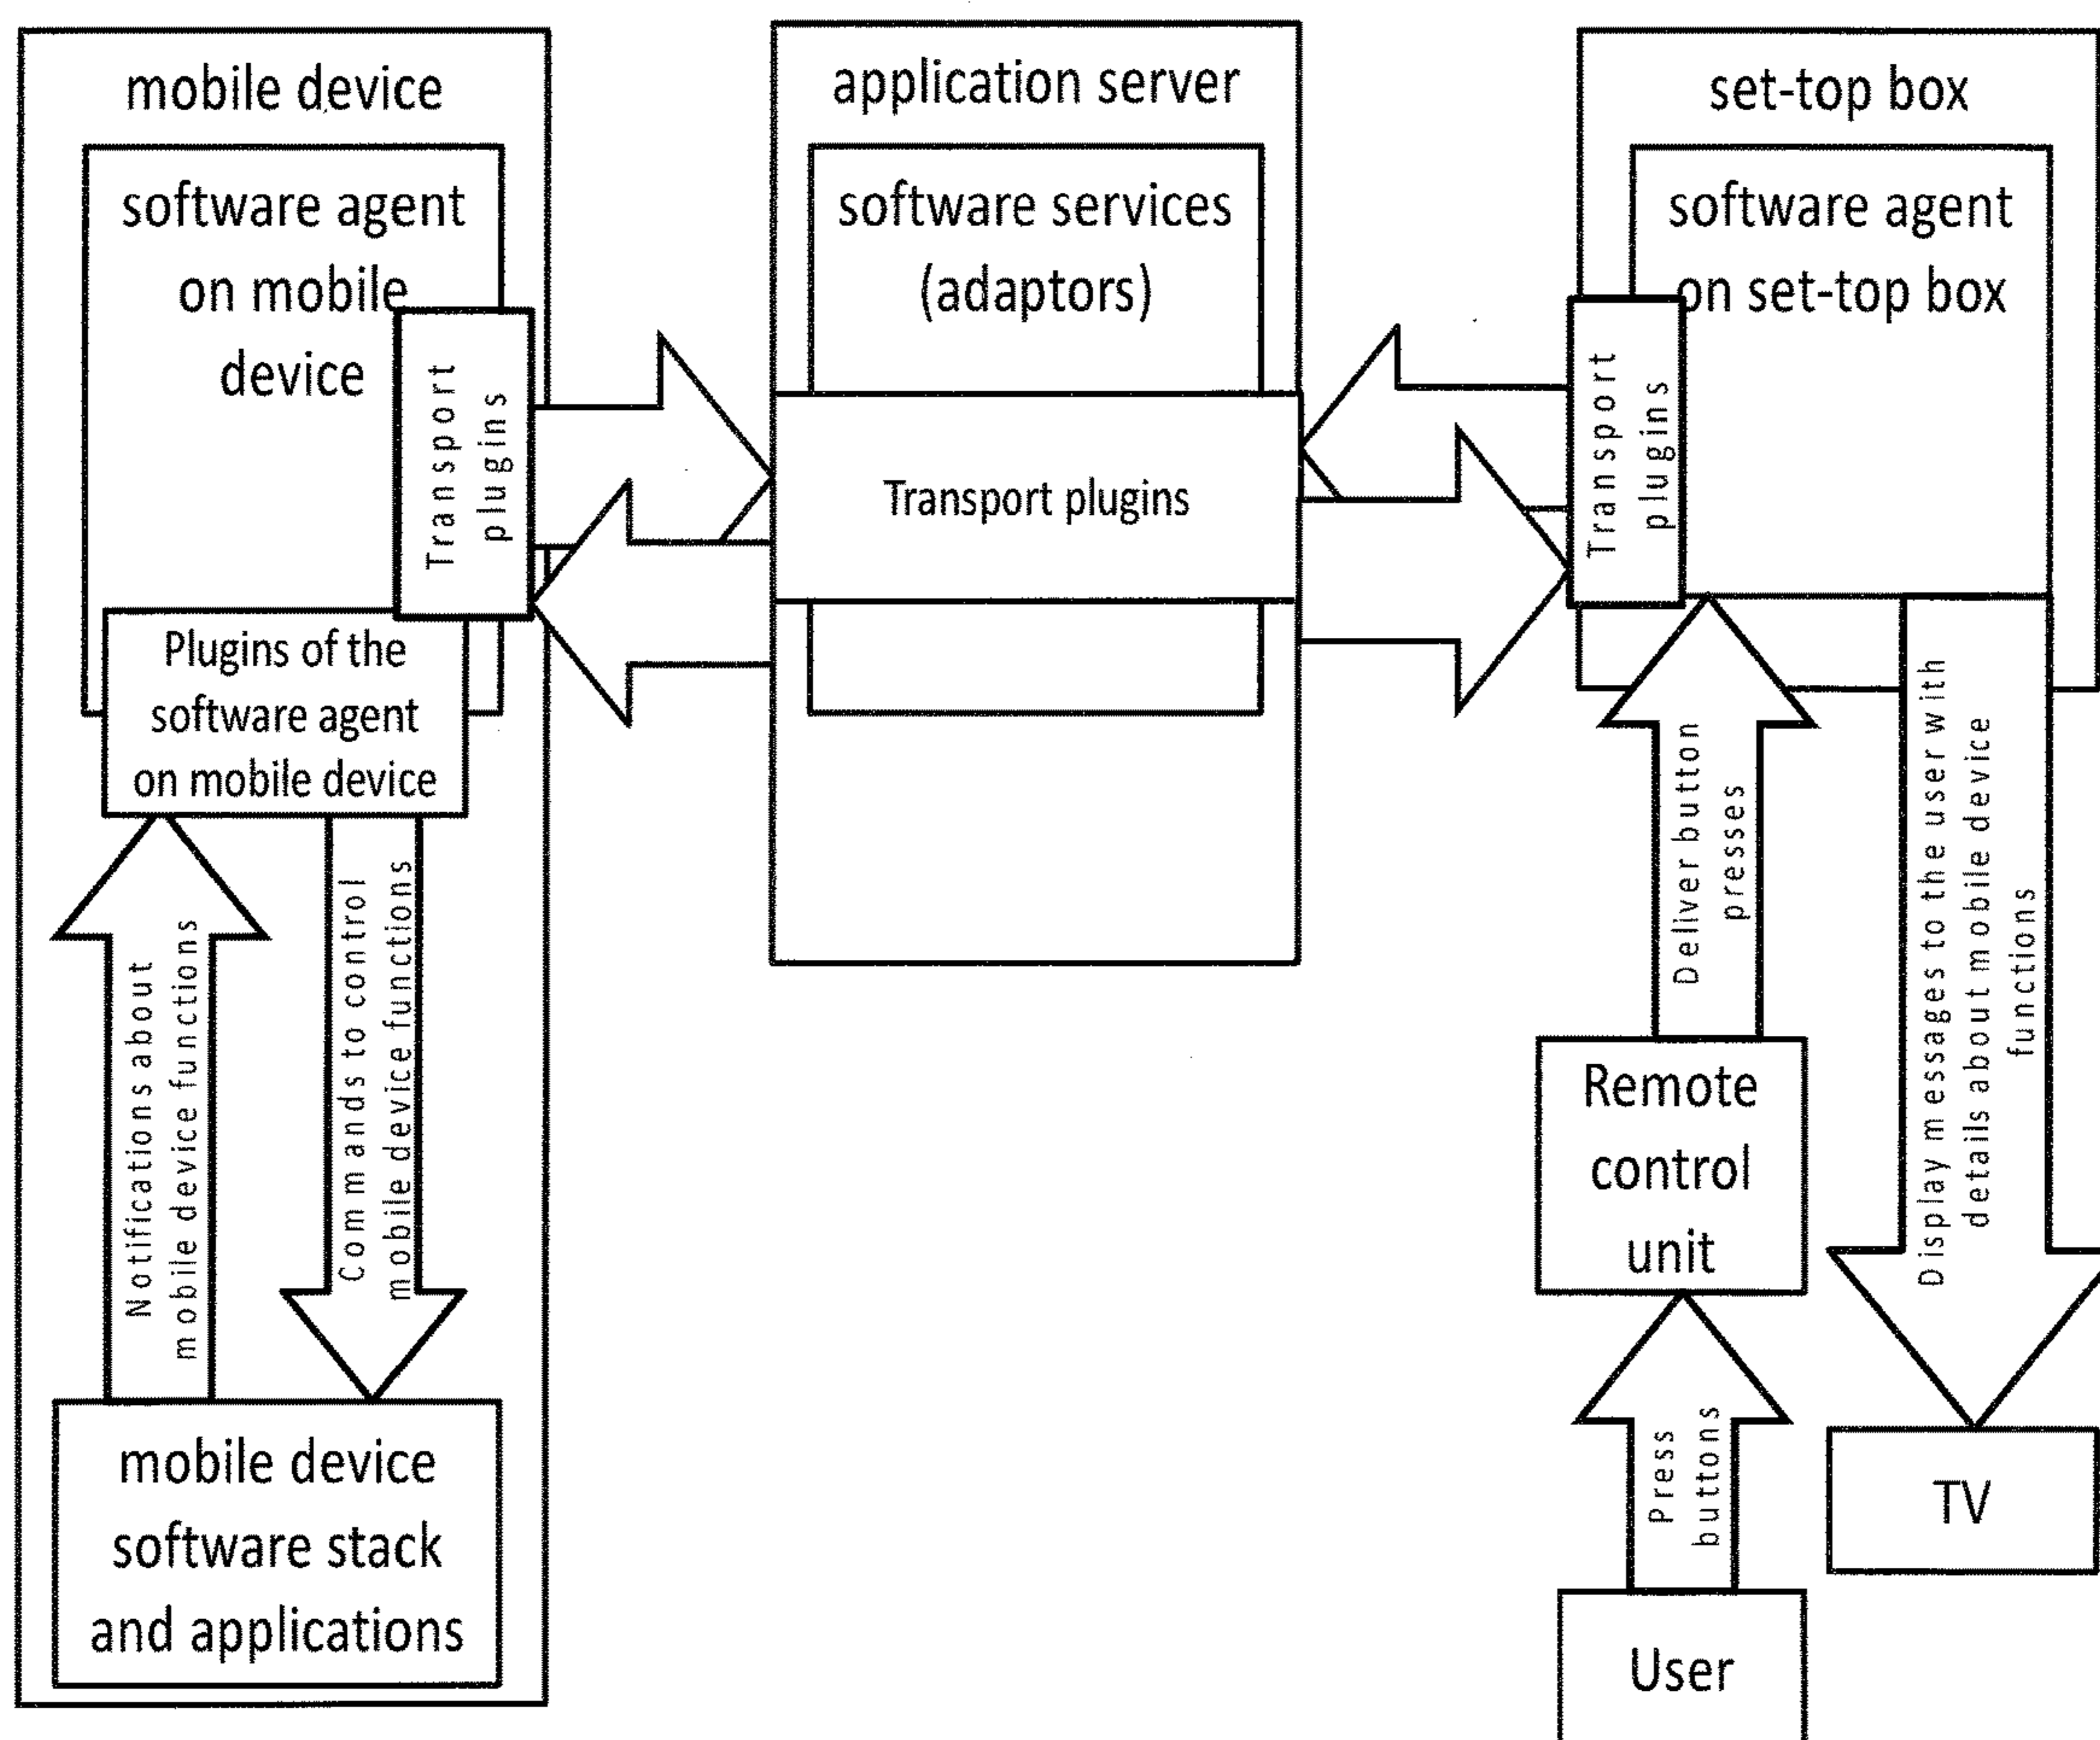 mobile device
software agent
on mobile
device
Transport
plugins
Plugins of the
software agent
on mobile device
Notifications about
mobile device functions
Commands to control
mobile device functions
mobile device
software stack
and applications
application server
software services
(adaptors)
Transport plugins
set-top box
software agent
on set-top box
Transport
plugins
Deliver button
presses
Display messages to the user with
details about mobile device
functions
Remote
control
unit
Press
buttons
TV
User